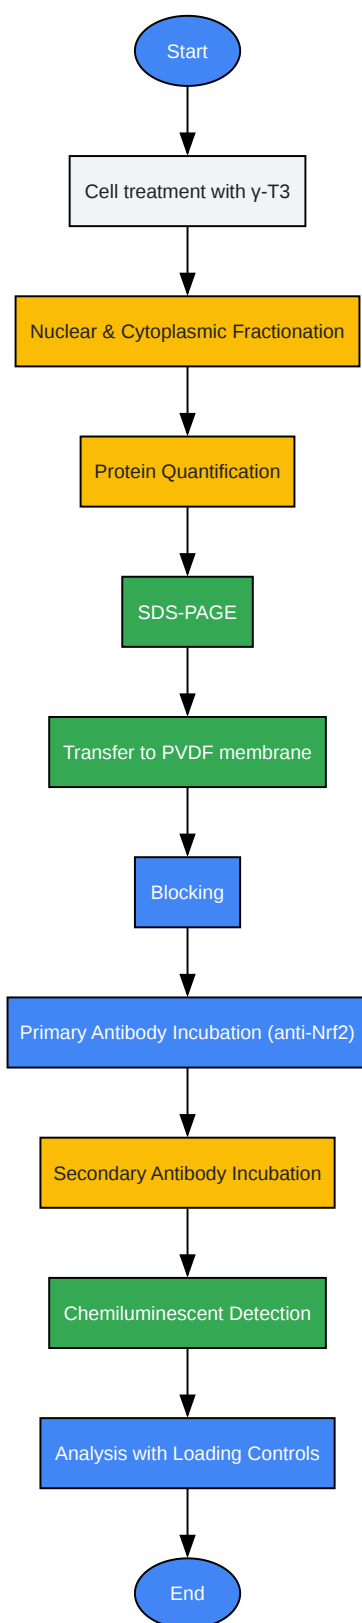 Start
Cell treatment with γ-T3
Nuclear & Cytoplasmic Fractionation
Protein Quantification
SDS-PAGE
Transfer to PVDF membrane
Blocking
Primary Antibody Incubation (anti-Nrf2)
Secondary Antibody Incubation
Chemiluminescent Detection
Analysis with Loading Controls
End